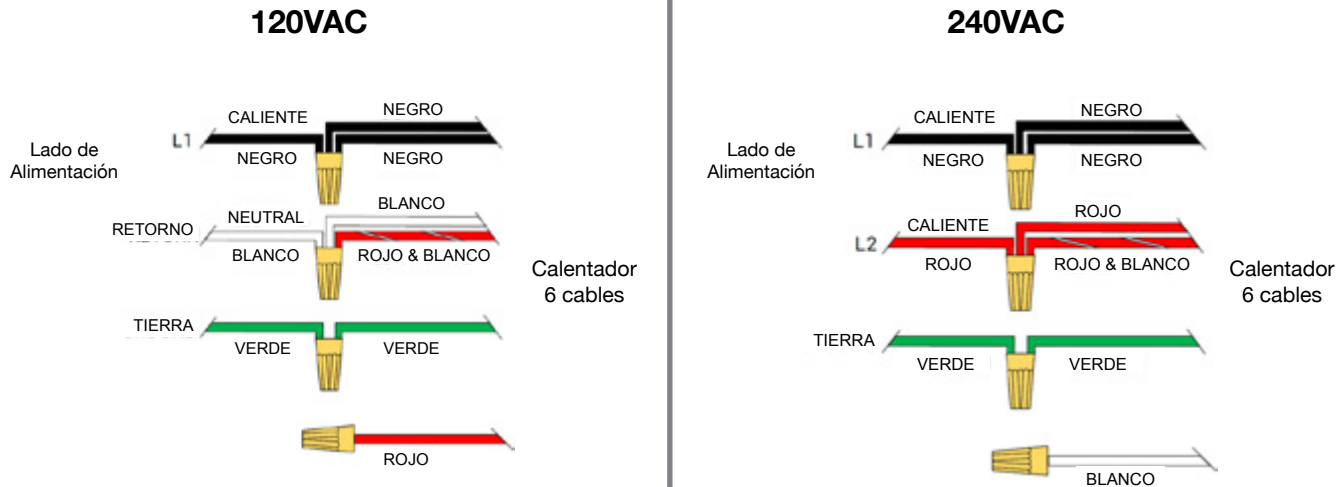 120VAC
CALIENTE
NEGRO
L1
NEGRO
NEGRO
Lado de
Alimentación
BLANCO
NEUTRAL
RETORNO
BLANCO
ROJO & BLANCO
Calentador
6 cables
TIERRA
VERDE
VERDE
ROJO
240VAC
CALIENTE
NEGRO
L1
NEGRO
NEGRO
Lado de
Alimentación
ROJO
CALIENTE
L2
ROJO
ROJO & BLANCO
Calentador
6 cables
TIERRA
VERDE
VERDE
BLANCO